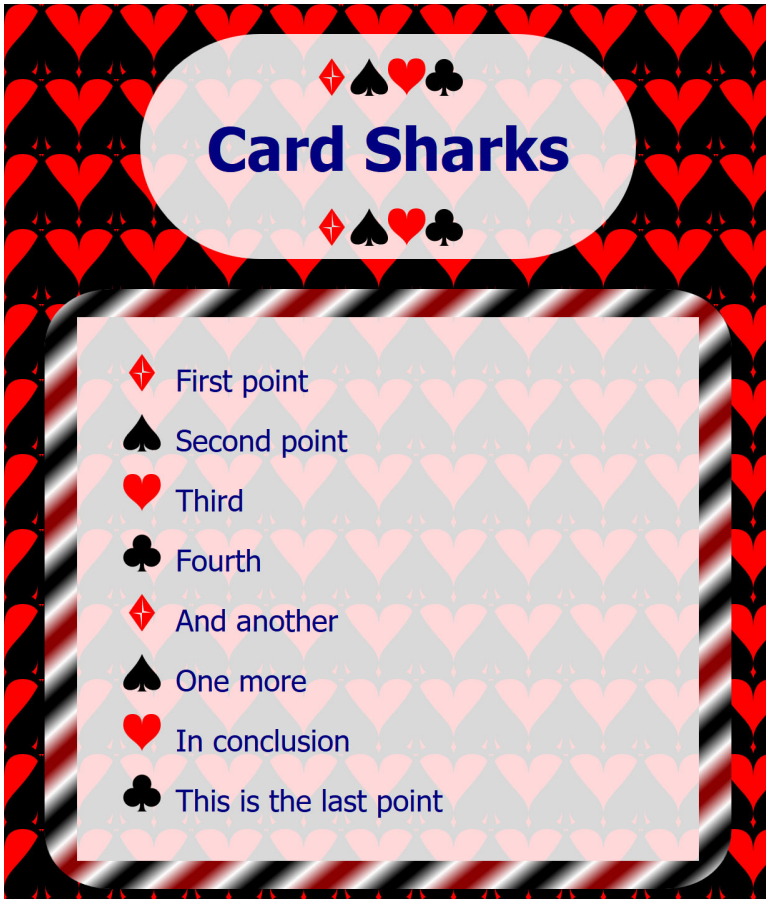 Card Sharks
First point
Second point
Third
Fourth
And another
One more
In conclusion
This is the last point